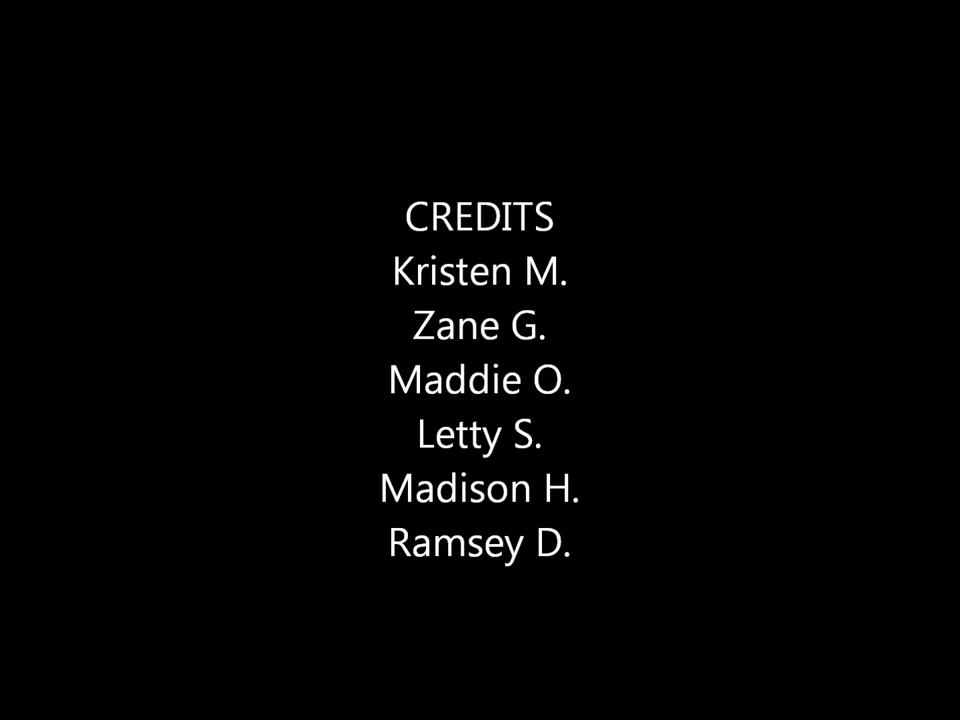 CREDITS
Kristen M.
Zane G.
Maddie O.
Letty S.
Madison H.
Ramsey D.